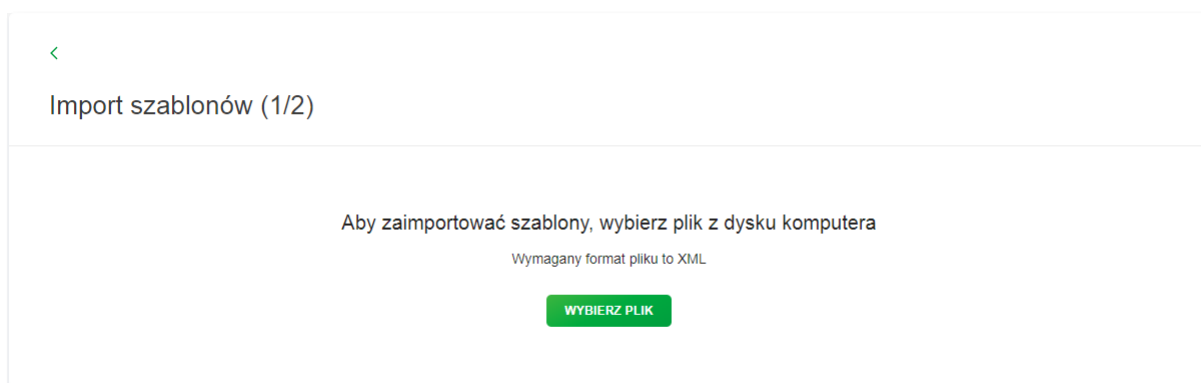 Import szablonów (1/2)
Aby zaimportować szablony, wybierz plik z dysku komputera
Wymagany format pliku to XML
WYBIERZ PLIK